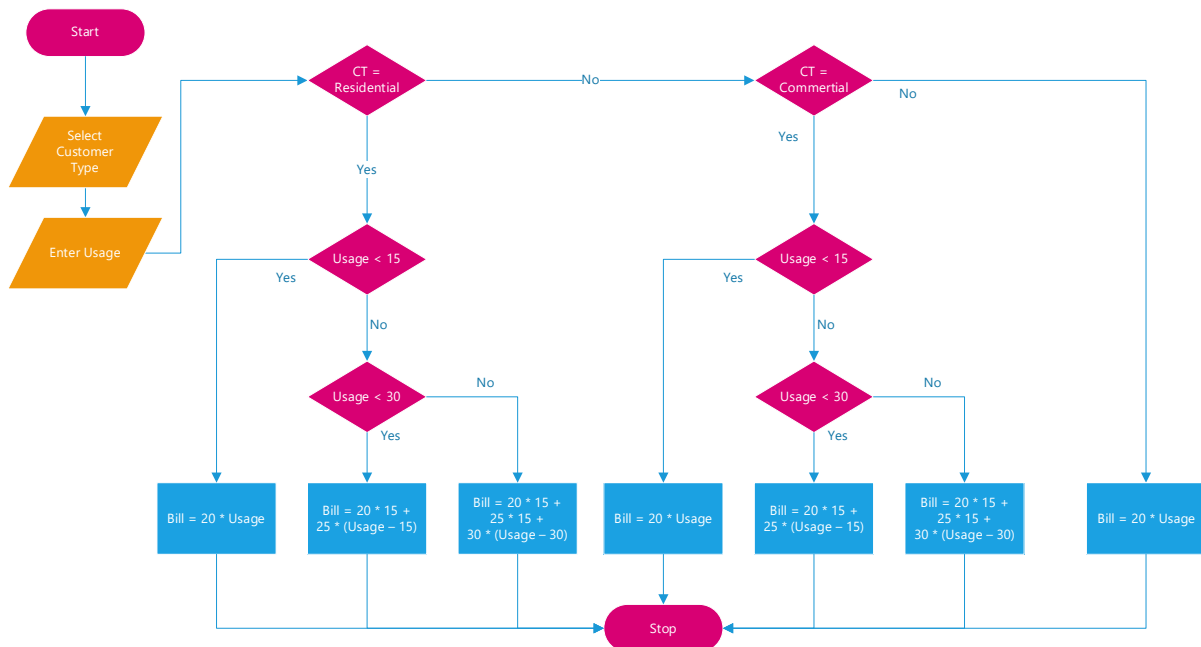 Start
Select
Customer
Type
Enter Usage
CT =
Residential
No
CT =
Commertial
No
Yes
Yes
Usage < 15
Yes
No
Usage < 15
Yes
No
Usage < 30
No
Yes
Usage < 30
No
Yes
Bill = 20 * Usage
Bill = 20 * 15 +
25 * (Usage – 15)
Bill = 20 * 15 +
25 * 15 +
30 * (Usage – 30)
Bill = 20 * Usage
Bill = 20 * 15 +
25 * (Usage – 15)
Bill = 20 * 15 +
25 * 15 +
30 * (Usage – 30)
Bill = 20 * Usage
Stop